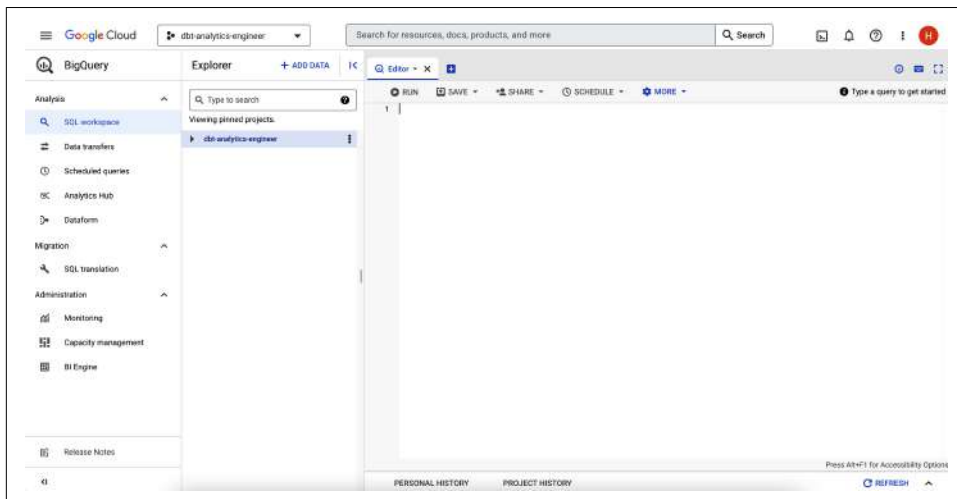 Google Cloud
dbt-analytics-engineer
Search for resources, docs, products, and more
Search
H
BigQuery
Explorer
+ ADD DATA
Editor
RUN
SAVE
SHARE
SCHEDULE
MORE
Type a query to get started
Analysis
SQL workspace
Data transfers
Scheduled queries
Analytics Hub
Dataform
Migration
SQL translation
Administration
Monitoring
Capacity management
BI Engine
Release Notes
Type to search
Viewing pinned projects.
dbt-analytics-engineer
1
Press Alt+F1 for Accessibility Options
PERSONAL HISTORY
PROJECT HISTORY
REFRESH